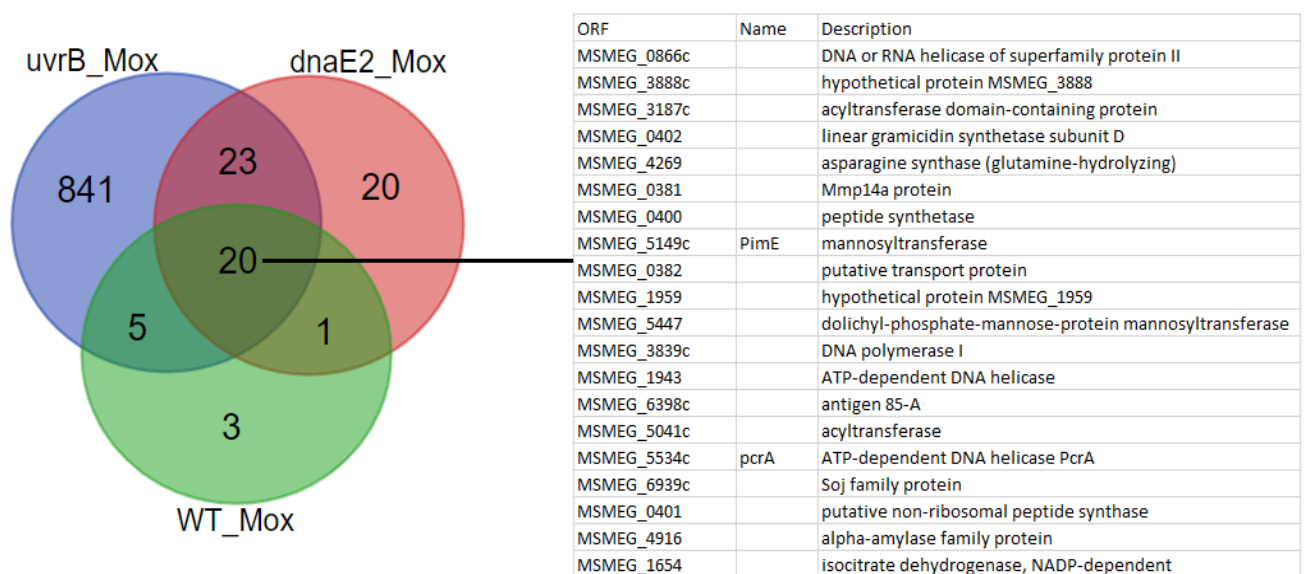 uvrB_Mox
dnaE2_Mox
841
23
20
20
5
1
3
WT_Mox
ORF Name Description
MSMEG_0866c DNA or RNA helicase of superfamily protein II
MSMEG_3888c hypothetical protein MSMEG_3888
MSMEG_3187c acyltransferase domain-containing protein
MSMEG_0402 linear gramicidin synthetase subunit D
MSMEG_4269 asparagine synthase (glutamine-hydrolyzing)
MSMEG_0381 Mmp14a protein
MSMEG_0400 peptide synthetase
MSMEG_5149c PimE mannosyltransferase
MSMEG_0382 putative transport protein
MSMEG_1959 hypothetical protein MSMEG_1959
MSMEG_5447 dolichyl-phosphate-mannose-protein mannosyltransferase
MSMEG_3839c DNA polymerase I
MSMEG_1943 ATP-dependent DNA helicase
MSMEG_6398c antigen 85-A
MSMEG_5041c acyltransferase
MSMEG_5534c pcrA ATP-dependent DNA helicase PcrA
MSMEG_6939c Soj family protein
MSMEG_0401 putative non-ribosomal peptide synthase
MSMEG_4916 alpha-amylase family protein
MSMEG_1654 isocitrate dehydrogenase, NADP-dependent